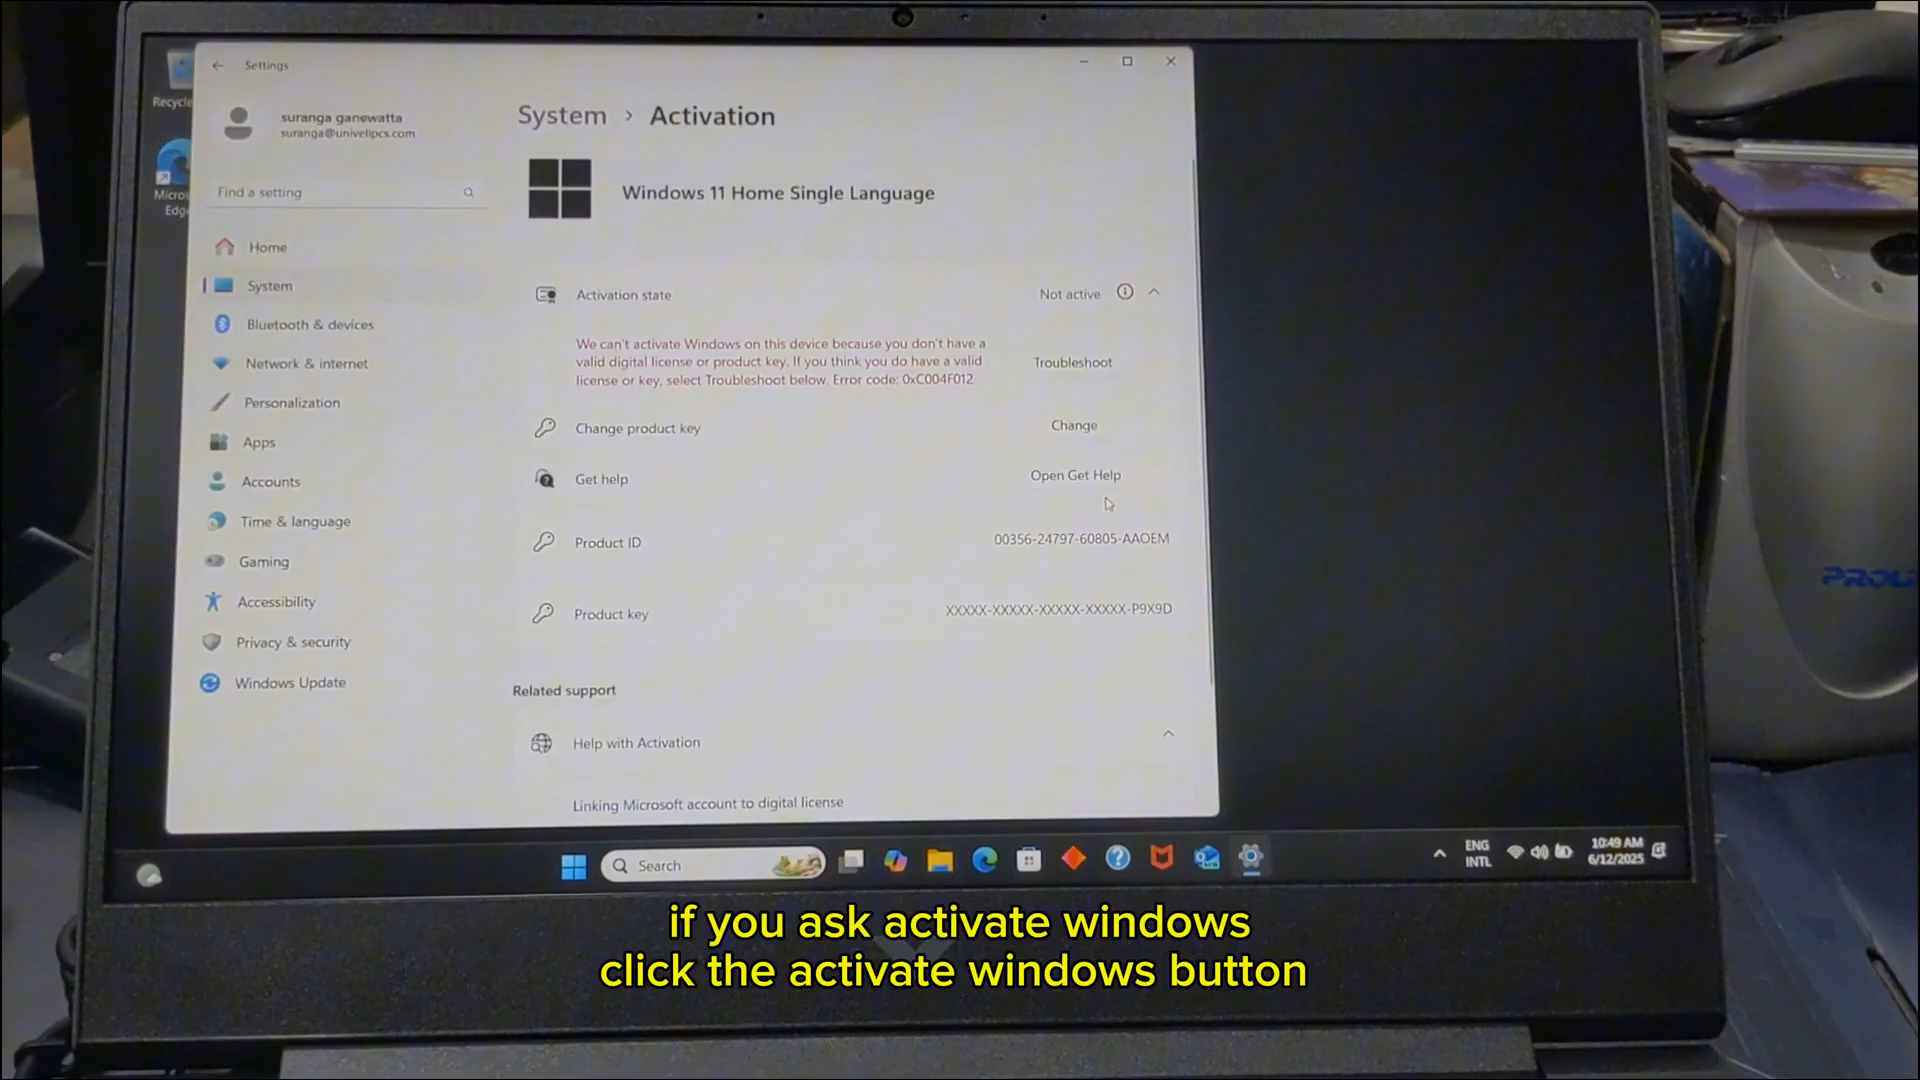 Settings
suranga ganewatta
suranga@univelipcs.com
Find a setting
Home
System
Bluetooth & devices
Network & internet
Personalization
Apps
Accounts
Time & language
Gaming
Accessibility
Privacy & security
Windows Update
System > Activation
Windows 11 Home Single Language
Activation state
Not active
We can't activate Windows on this device because you don't have a
valid digital license or product key. If you think you do have a valid
license or key, select Troubleshoot below. Error code: 0xC004F012
Troubleshoot
Change product key
Change
Get help
Open Get Help
Product ID
00356-24797-60805-AAOEM
Product key
XXXXX-XXXXX-XXXXX-XXXXX-P9X9D
Related support
Help with Activation
Linking Microsoft account to digital license
Recycle
Micros
Edge
Search
ENG
INTL
10:49 AM
6/12/2025
if you ask activate windows
click the activate windows button